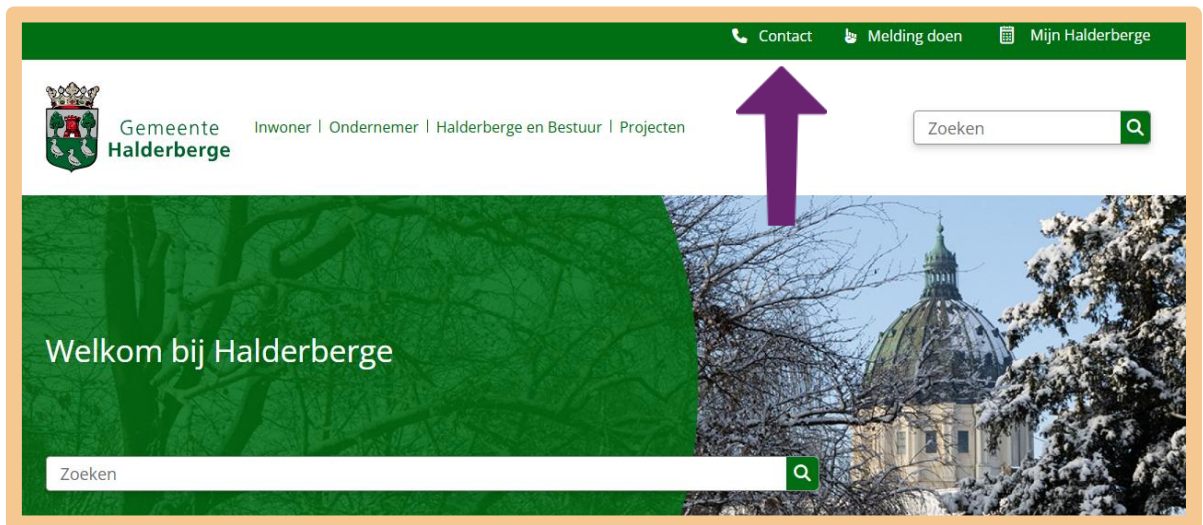 Contact Melding doen Mijn Halderberge
Gemeente
Halderberge
Inwoner | Ondernemer | Halderberge en Bestuur | Projecten
Zoeken
Welkom bij Halderberge
Zoeken